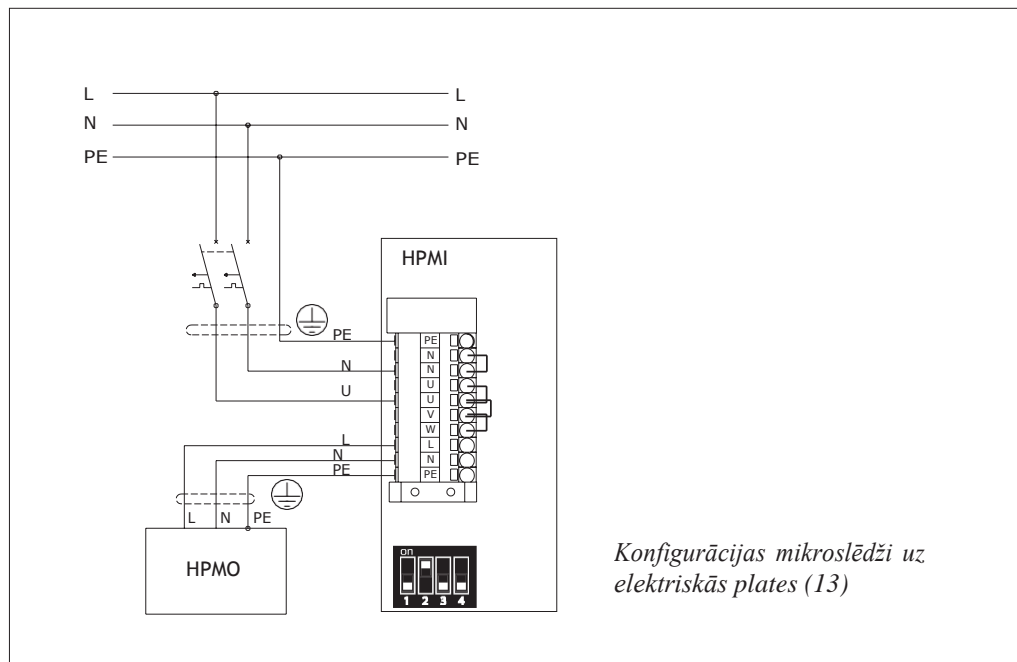 L L
N N
PE PE
HPMI
PE
N
U
L
N
PE
PE
N
N
U
U
V
W
L
N
PE
L N PE
HPMO
on
1 2 3 4
Konfigurācijas mikroslēdži uz
elektriskās plates (13)